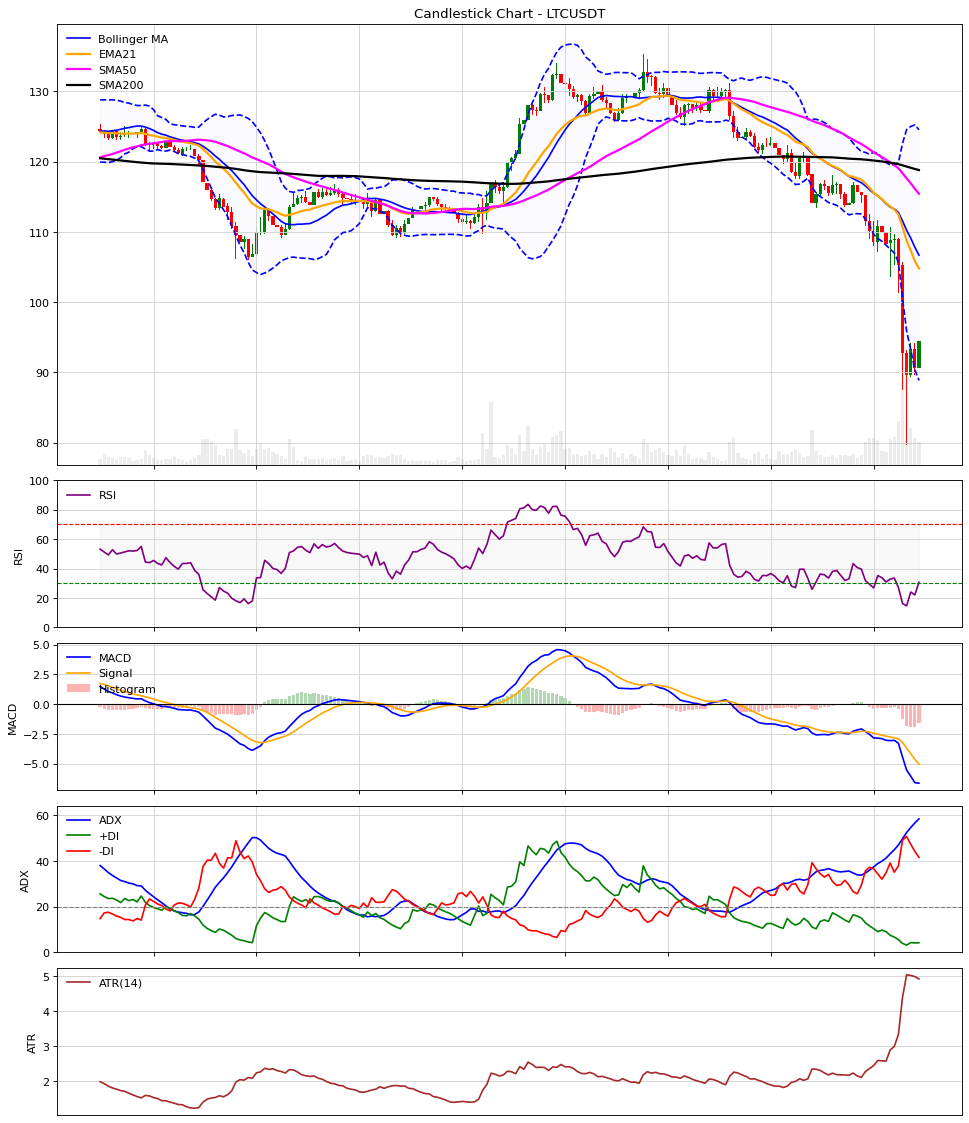 Candlestick Chart - LTCUSDT
Bollinger MA
EMA21
SMA50
SMA200
130
120
110
100
90
80
RSI
RSI
100
80
60
40
20
0
MACD
Signal
Histogram
MACD
5.0
2.5
0.0
−2.5
−5.0
ADX
+DI
-DI
ADX
60
40
20
0
ATR(14)
ATR
5
4
3
2